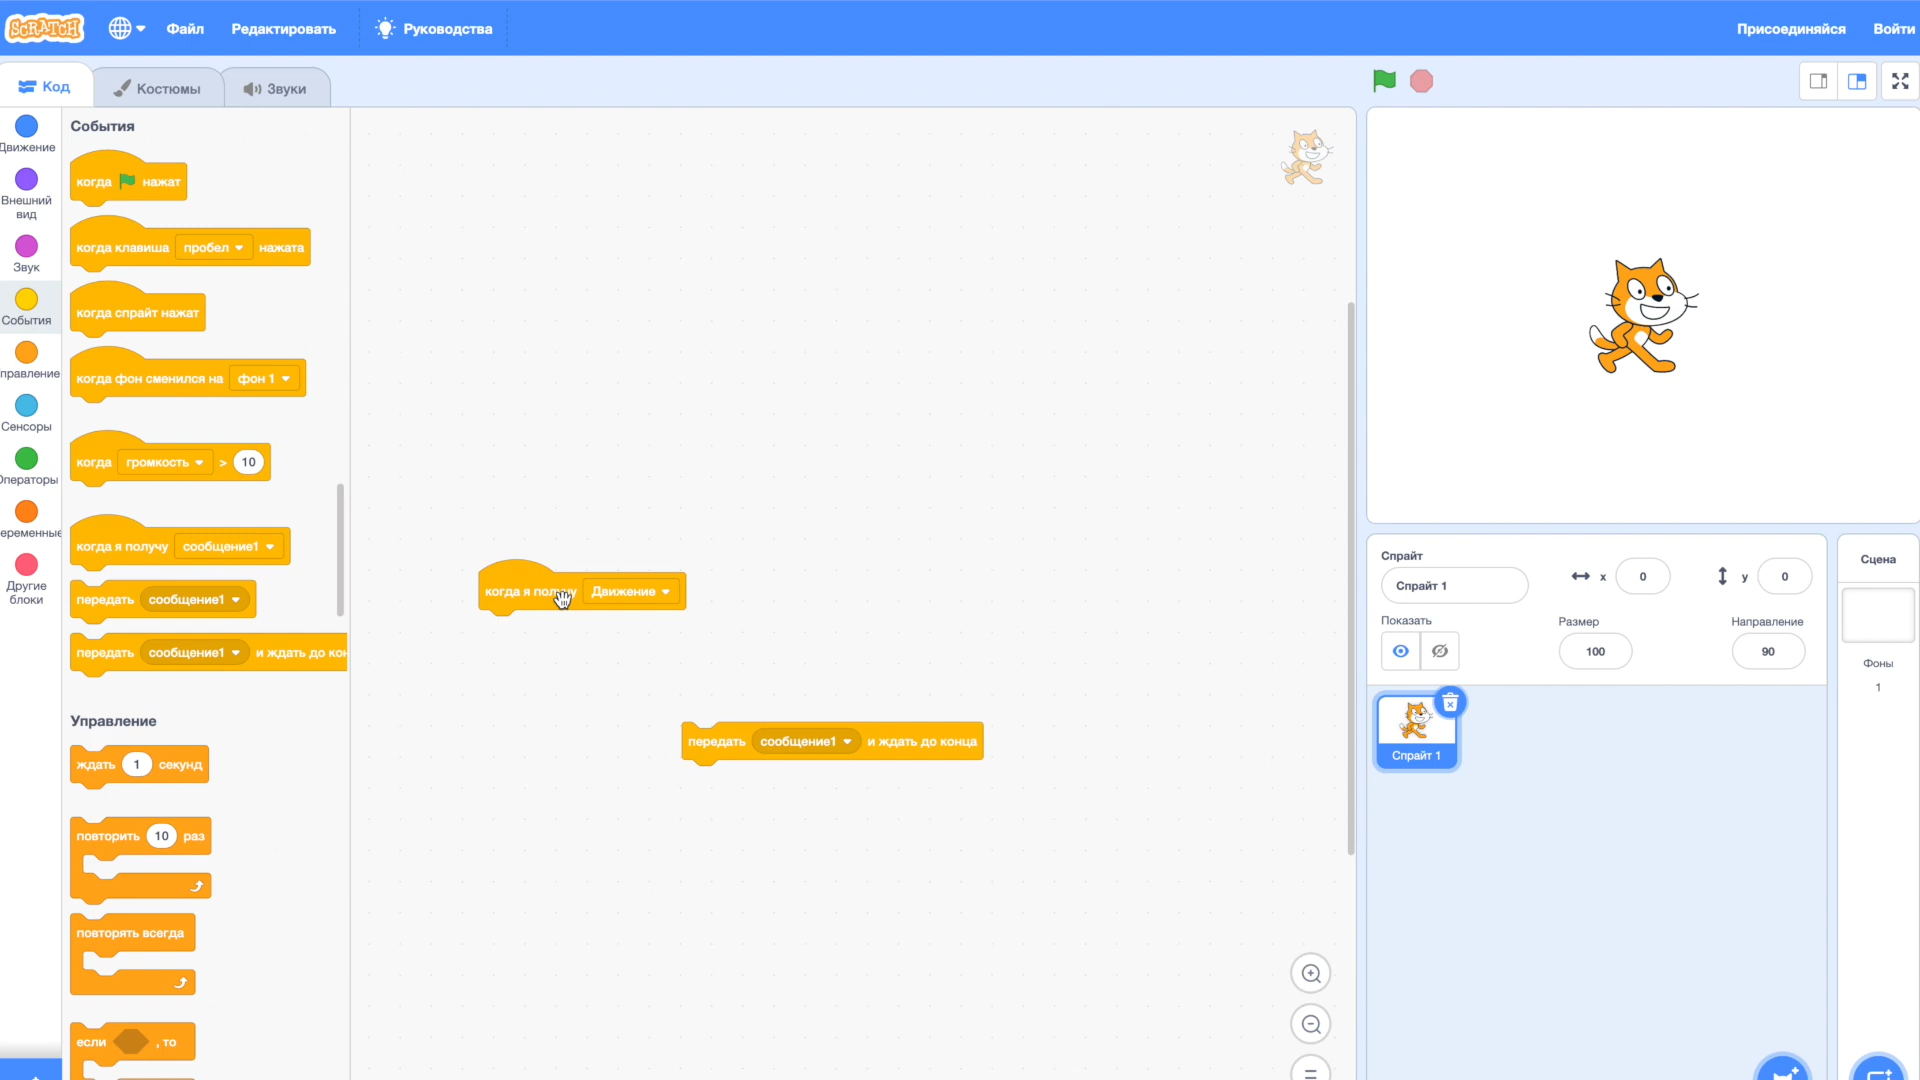 SCRATCH
Файл
Редактировать
Руководства
Присоединяйся
Войти
Код
Костюмы
Звуки
Движение
Внешний
вид
Звук
События
правление
Сенсоры
Операторы
еременные
Другие
блоки
События
когда нажат
когда клавиша пробел нажата
когда спрайт нажат
когда фон сменился на фон 1
когда громкость > 10
когда я получу сообщение1
передать сообщение1
передать сообщение1 и ждать до кон
Управление
ждать 1 секунд
повторить 10 раз
повторять всегда
если , то
когда я получу Движение
передать сообщение1 и ждать до конца
Спрайт
Спрайт 1
x 0
y 0
Показать
Размер
100
Направление
90
Спрайт 1
Сцена
Фоны
1